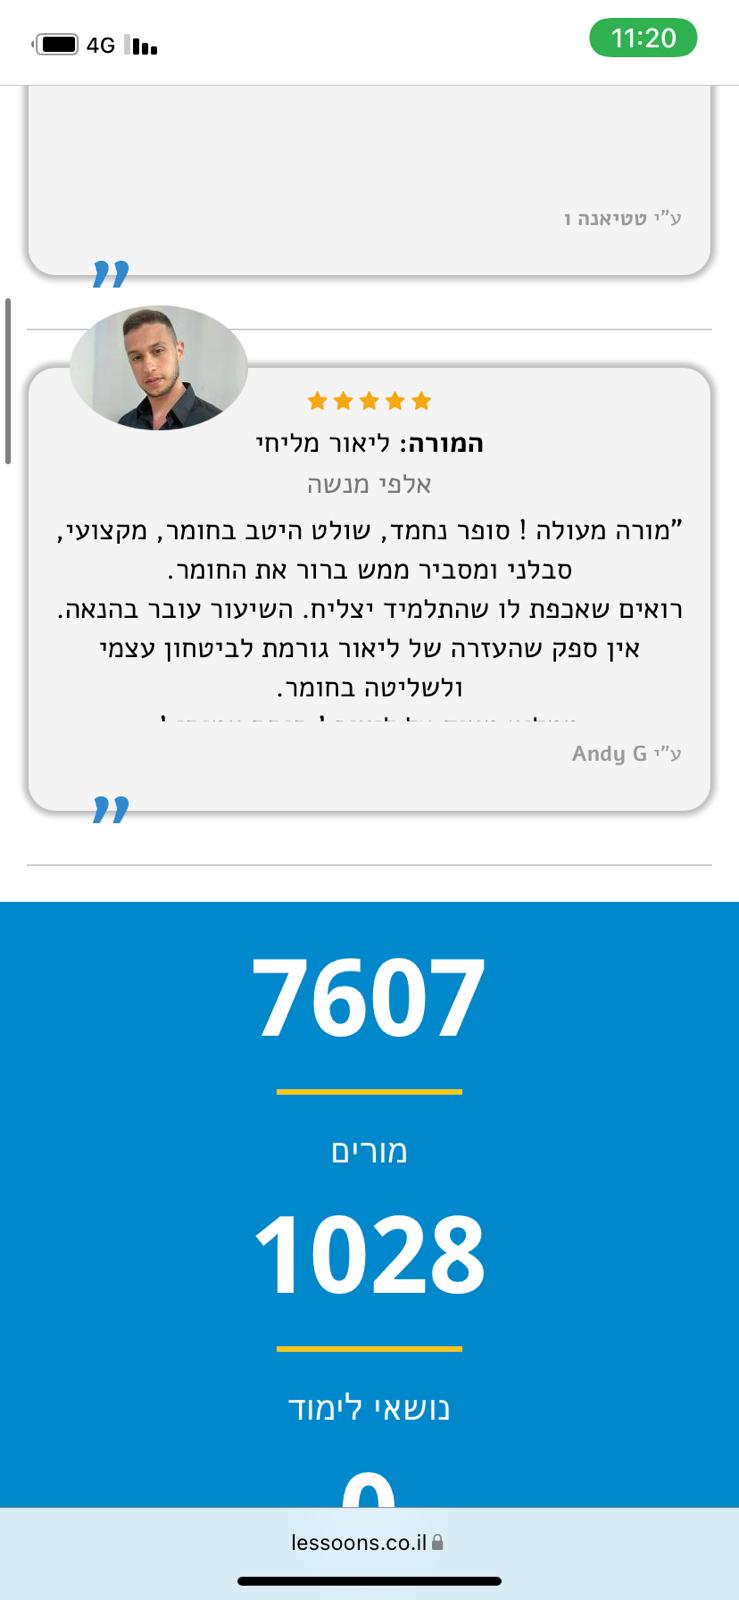 11:20
4G
ע"י טטיאנה ו
”
המורה: ליאור מליחי
אלפי מנשה
"מורה מעולה ! סופר נחמד, שולט היטב בחומר, מקצועי,
סבלני ומסביר ממש ברור את החומר.
רואים שאכפת לו שהתלמיד יצליח. השיעור עובר בהנאה.
אין ספק שהעזרה של ליאור גורמת לביטחון עצמי
ולשליטה בחומר.
ע"י Andy G
”
7607
מורים
1028
נושאי לימוד
0
lessoons.co.il